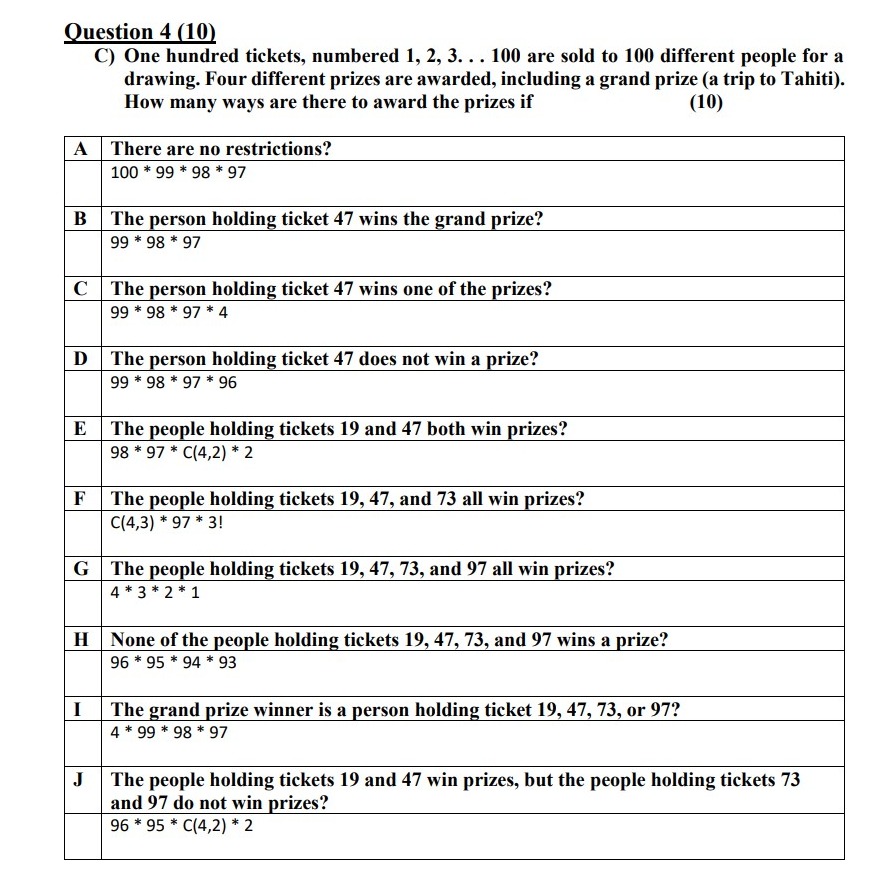 Question 4 (10)
C) One hundred tickets, numbered 1, 2, 3. . . 100 are sold to 100 different people for a
drawing. Four different prizes are awarded, including a grand prize (a trip to Tahiti).
How many ways are there to award the prizes if (10)
A There are no restrictions?
100 * 99 * 98 * 97
B The person holding ticket 47 wins the grand prize?
99 * 98 * 97
C The person holding ticket 47 wins one of the prizes?
99 * 98 * 97 * 4
D The person holding ticket 47 does not win a prize?
99 * 98 * 97 * 96
E The people holding tickets 19 and 47 both win prizes?
98 * 97 * C(4,2) * 2
F The people holding tickets 19, 47, and 73 all win prizes?
C(4,3) * 97 * 3!
G The people holding tickets 19, 47, 73, and 97 all win prizes?
4 * 3 * 2 * 1
H None of the people holding tickets 19, 47, 73, and 97 wins a prize?
96 * 95 * 94 * 93
I The grand prize winner is a person holding ticket 19, 47, 73, or 97?
4 * 99 * 98 * 97
J The people holding tickets 19 and 47 win prizes, but the people holding tickets 73
and 97 do not win prizes?
96 * 95 * C(4,2) * 2